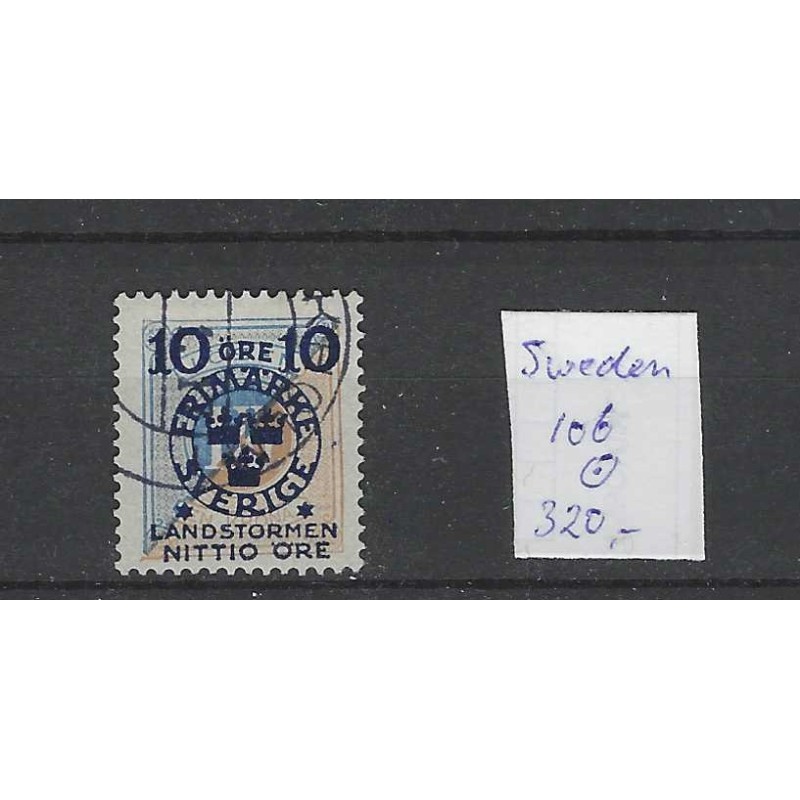 10 ÖRE 10
FRIMÄRKE
SVERIGE
LANDSTORMEN
NITTIO ÖRE
Sweden
106
320,-